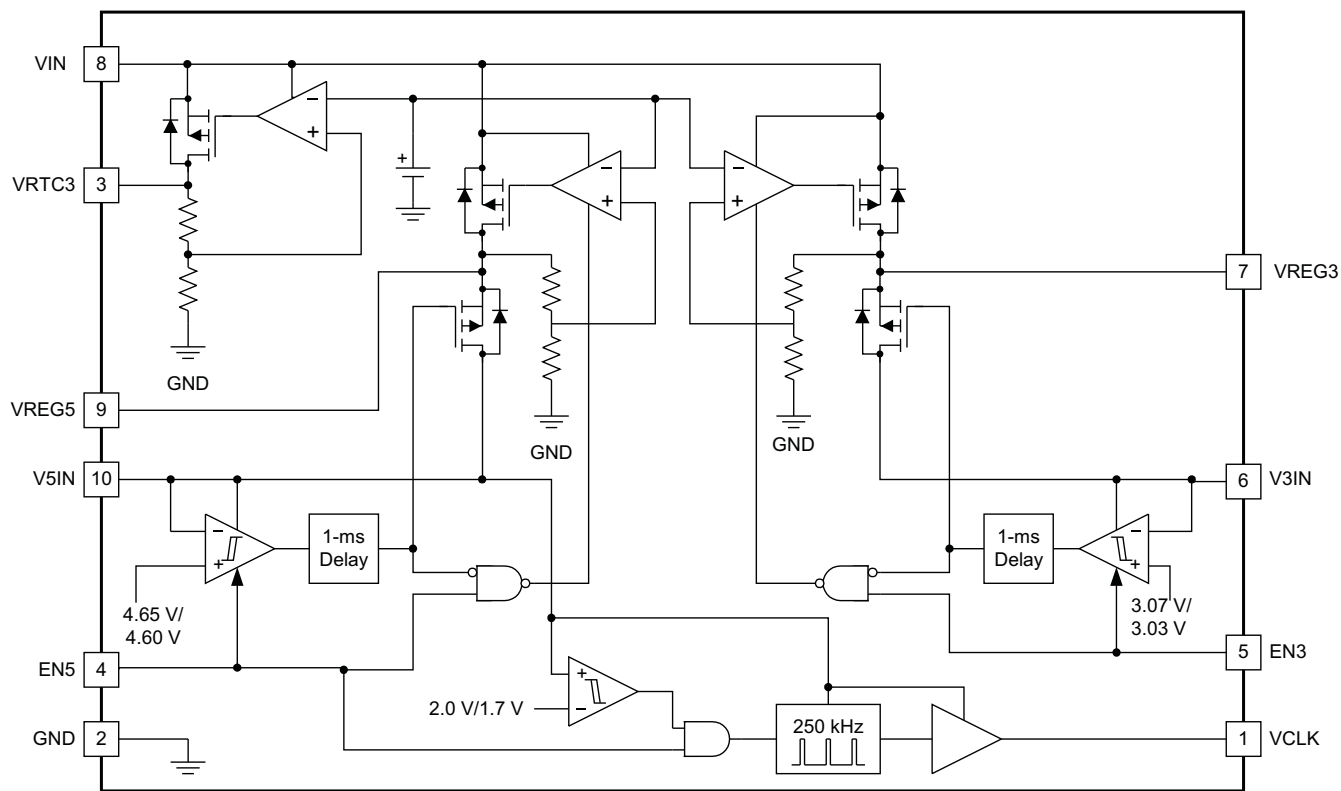 VIN 8
VRTC3 3
GND
VREG5 9
V5IN 10
EN5 4
GND 2
− +
+
− +
− +
GND
GND
7 VREG3
6 V3IN
5 EN3
1 VCLK
− +
4.65 V/
4.60 V
1-ms
Delay
1-ms
Delay
− +
3.07 V/
3.03 V
+ −
2.0 V/1.7 V
250 kHz